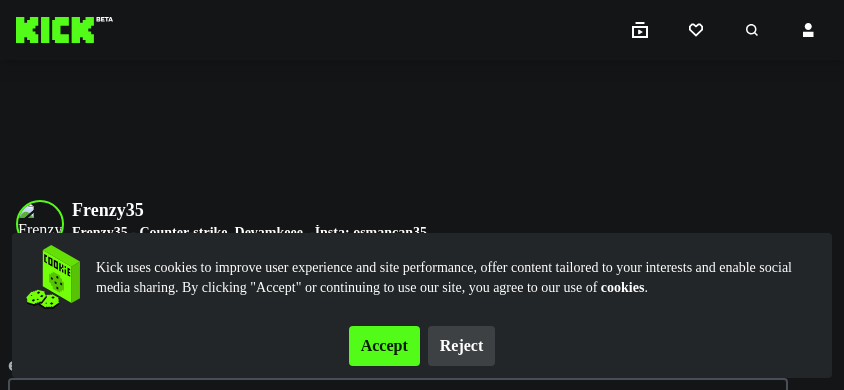 KICK BETA
Frenzy35
Frenzy
Frenzy35 - Counter-strike, Devamkeee - İnsta: osmancan35
COOKIE
Kick uses cookies to improve user experience and site performance, offer content tailored to your interests and enable social
media sharing. By clicking "Accept" or continuing to use our site, you agree to our use of cookies.
Accept
Reject